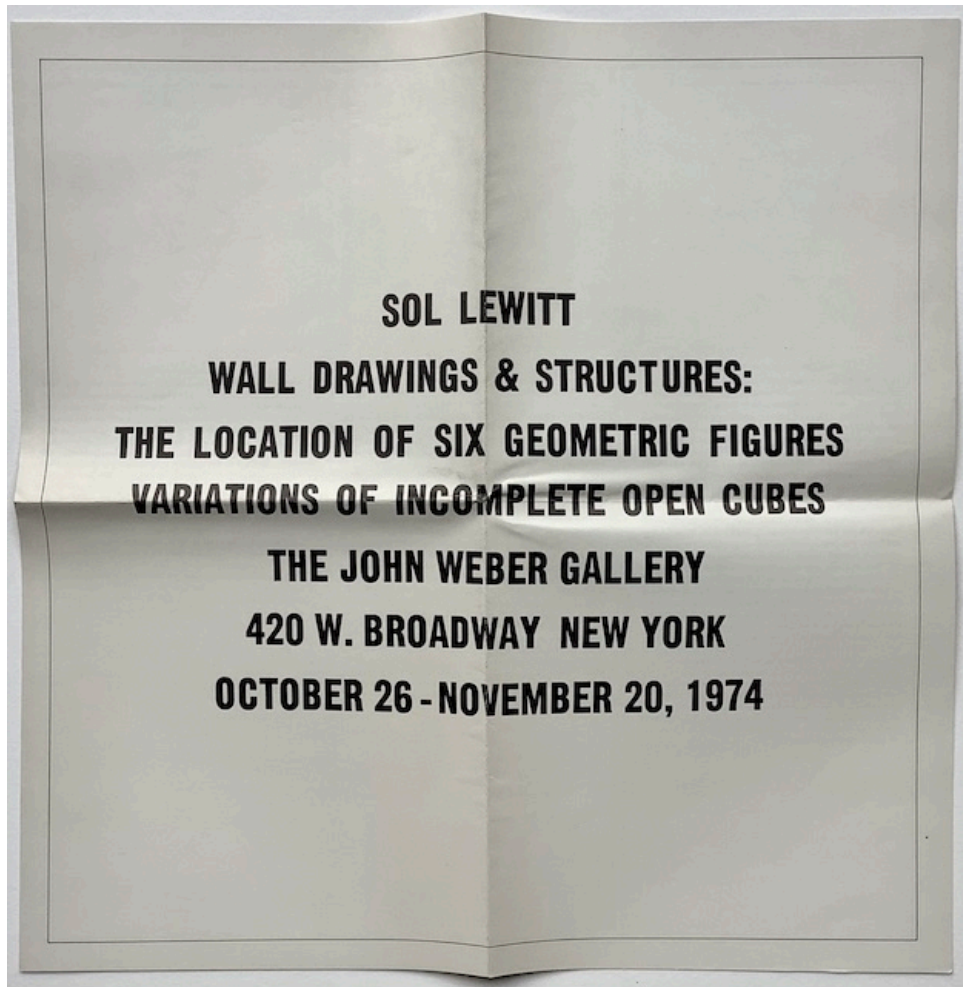 SOL LEWITT
WALL DRAWINGS & STRUCTURES:
THE LOCATION OF SIX GEOMETRIC FIGURES
VARIATIONS OF INCOMPLETE OPEN CUBES
THE JOHN WEBER GALLERY
420 W. BROADWAY NEW YORK
OCTOBER 26 - NOVEMBER 20, 1974